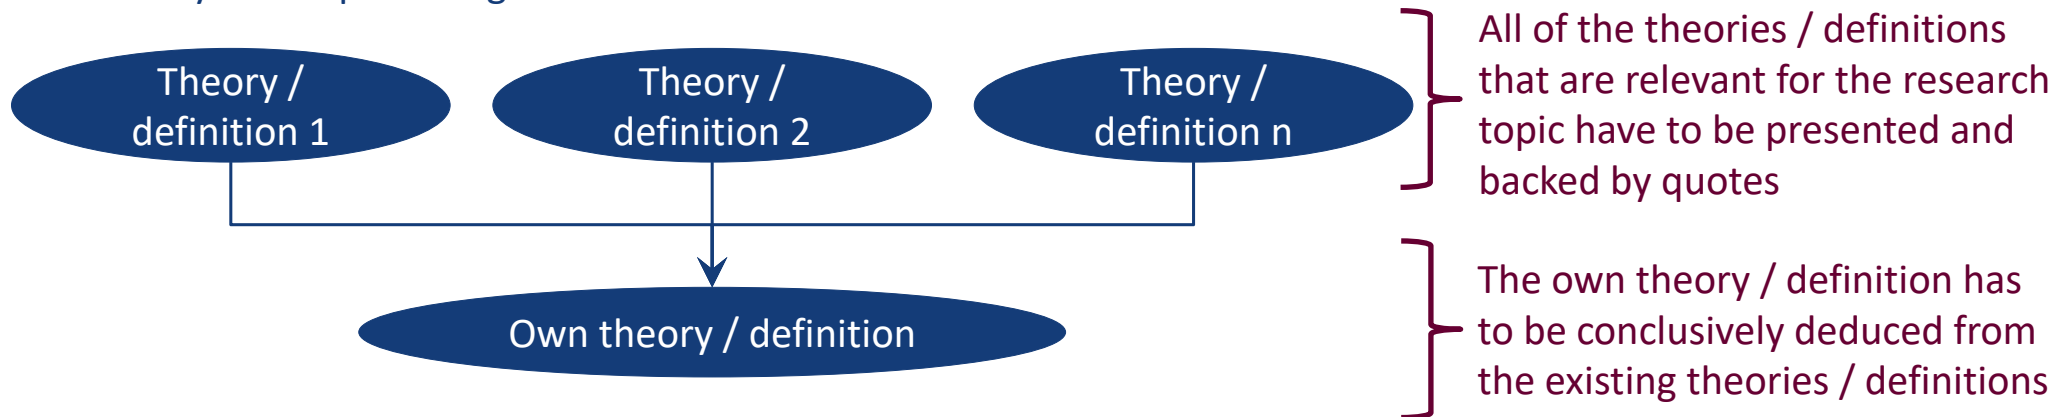 Theory /
definition 1
Theory /
definition 2
Theory /
definition n
All of the theories / definitions
that are relevant for the research
topic have to be presented and
backed by quotes
Own theory / definition
The own theory / definition has
to be conclusively deduced from
the existing theories / definitions